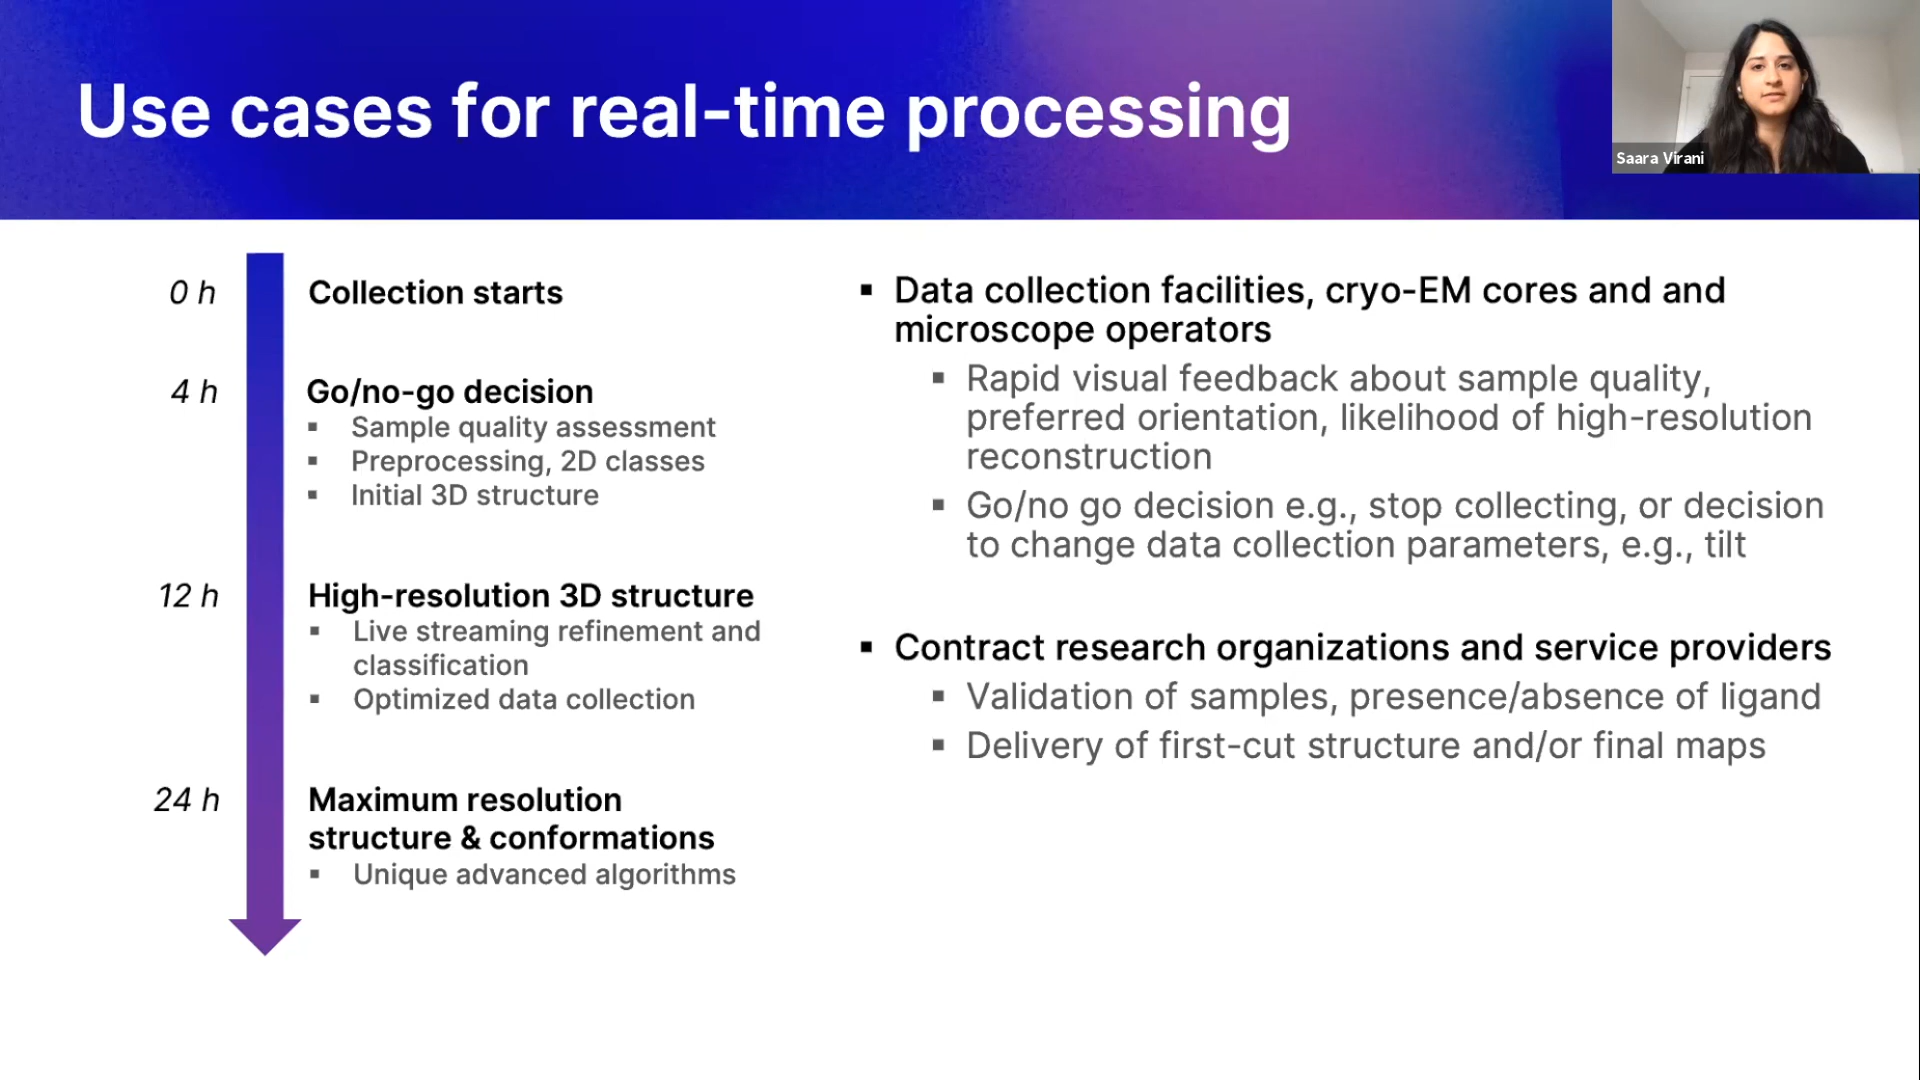 Use cases for real-time processing
Saara Virani
0 h
Collection starts
4 h
Go/no-go decision
▪ Sample quality assessment
▪ Preprocessing, 2D classes
▪ Initial 3D structure
12 h
High-resolution 3D structure
▪ Live streaming refinement and
classification
▪ Optimized data collection
24 h
Maximum resolution
structure & conformations
▪ Unique advanced algorithms
▪ Data collection facilities, cryo-EM cores and and
microscope operators
▪ Rapid visual feedback about sample quality,
preferred orientation, likelihood of high-resolution
reconstruction
▪ Go/no go decision e.g., stop collecting, or decision
to change data collection parameters, e.g., tilt
▪ Contract research organizations and service providers
▪ Validation of samples, presence/absence of ligand
▪ Delivery of first-cut structure and/or final maps